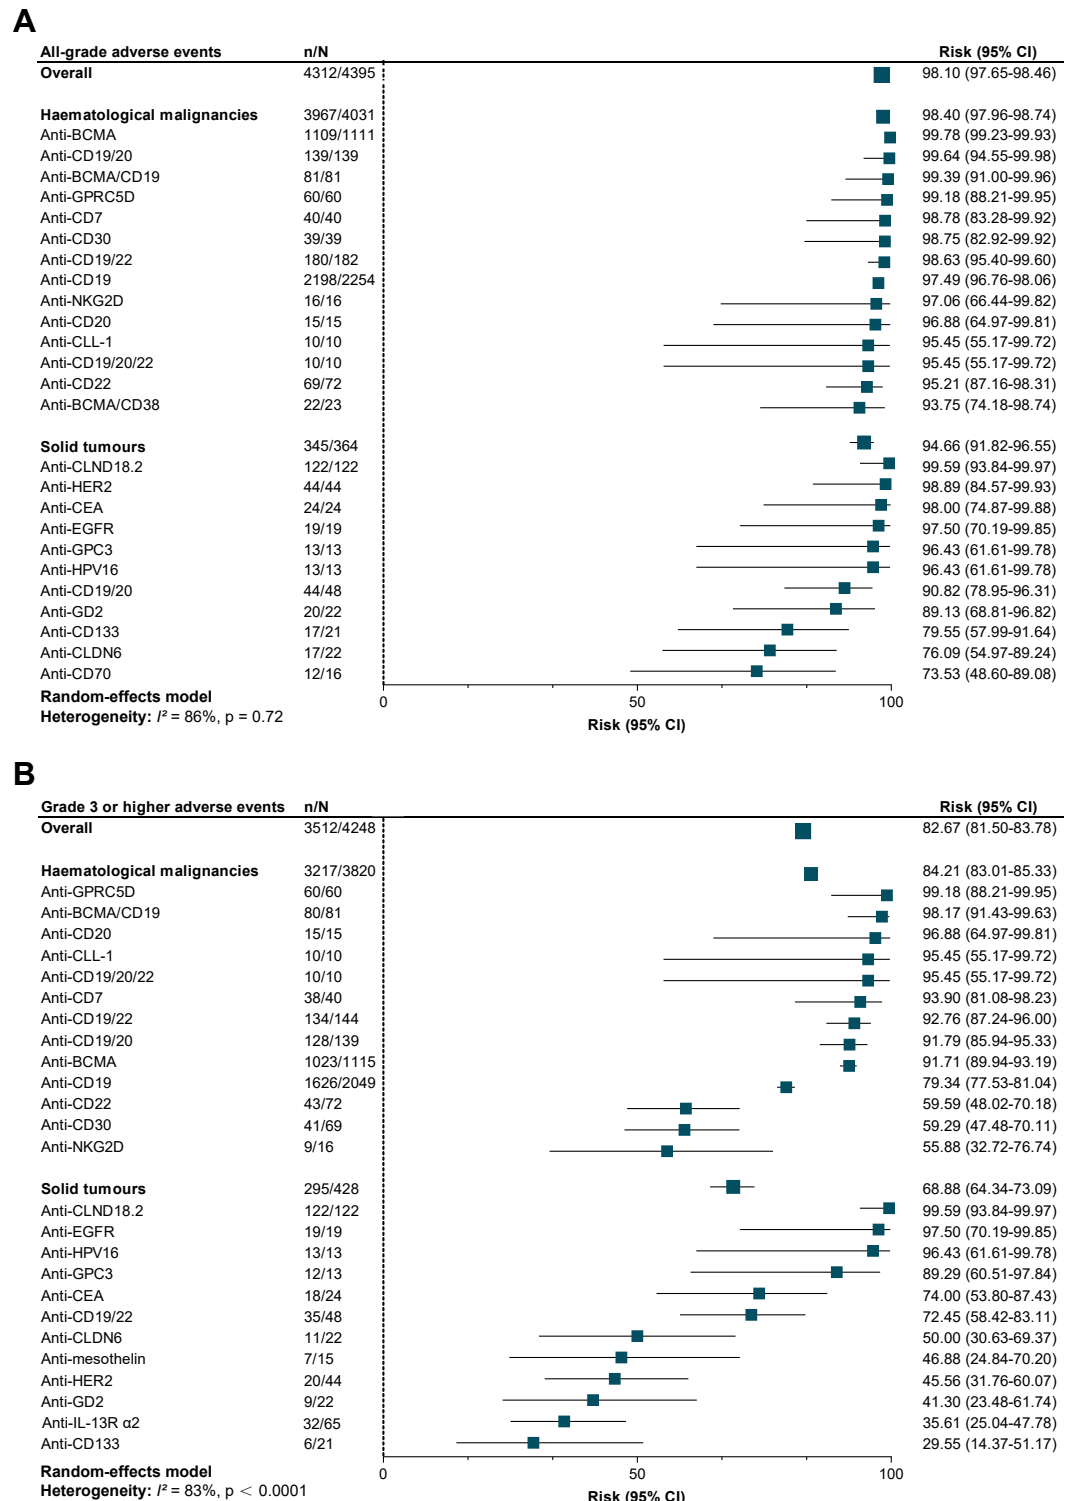 A
All-grade adverse events n/N Risk (95% CI)
Overall 4312/4395 98.10 (97.65-98.46)
Haematological malignancies 3967/4031 98.40 (97.96-98.74)
Anti-BCMA 1109/1111 99.78 (99.23-99.93)
Anti-CD19/20 139/139 99.64 (94.55-99.98)
Anti-BCMA/CD19 81/81 99.39 (91.00-99.96)
Anti-GPRC5D 60/60 99.18 (88.21-99.95)
Anti-CD7 40/40 98.78 (83.28-99.92)
Anti-CD30 39/39 98.75 (82.92-99.92)
Anti-CD19/22 180/182 98.63 (95.40-99.60)
Anti-CD19 2198/2254 97.49 (96.76-98.06)
Anti-NKG2D 16/16 97.06 (66.44-99.82)
Anti-CD20 15/15 96.88 (64.97-99.81)
Anti-CLL-1 10/10 95.45 (55.17-99.72)
Anti-CD19/20/22 10/10 95.45 (55.17-99.72)
Anti-CD22 69/72 95.21 (87.16-98.31)
Anti-BCMA/CD38 22/23 93.75 (74.18-98.74)
Solid tumours 345/364 94.66 (91.82-96.55)
Anti-CLND18.2 122/122 99.59 (93.84-99.97)
Anti-HER2 44/44 98.89 (84.57-99.93)
Anti-CEA 24/24 98.00 (74.87-99.88)
Anti-EGFR 19/19 97.50 (70.19-99.85)
Anti-GPC3 13/13 96.43 (61.61-99.78)
Anti-HPV16 13/13 96.43 (61.61-99.78)
Anti-CD19/20 44/48 90.82 (78.95-96.31)
Anti-GD2 20/22 89.13 (68.81-96.82)
Anti-CD133 17/21 79.55 (57.99-91.64)
Anti-CLDN6 17/22 76.09 (54.97-89.24)
Anti-CD70 12/16 73.53 (48.60-89.08)
Random-effects model 0 50 100
Heterogeneity: I² = 86%, p = 0.72
Risk (95% CI)
B
Grade 3 or higher adverse events n/N Risk (95% CI)
Overall 3512/4248 82.67 (81.50-83.78)
Haematological malignancies 3217/3820 84.21 (83.01-85.33)
Anti-GPRC5D 60/60 99.18 (88.21-99.95)
Anti-BCMA/CD19 80/81 98.17 (91.43-99.63)
Anti-CD20 15/15 96.88 (64.97-99.81)
Anti-CLL-1 10/10 95.45 (55.17-99.72)
Anti-CD19/20/22 10/10 95.45 (55.17-99.72)
Anti-CD7 38/40 93.90 (81.08-98.23)
Anti-CD19/22 134/144 92.76 (87.24-96.00)
Anti-CD19/20 128/139 91.79 (85.94-95.33)
Anti-BCMA 1023/1115 91.71 (89.94-93.19)
Anti-CD19 1626/2049 79.34 (77.53-81.04)
Anti-CD22 43/72 59.59 (48.02-70.18)
Anti-CD30 41/69 59.29 (47.48-70.11)
Anti-NKG2D 9/16 55.88 (32.72-76.74)
Solid tumours 295/428 68.88 (64.34-73.09)
Anti-CLND18.2 122/122 99.59 (93.84-99.97)
Anti-EGFR 19/19 97.50 (70.19-99.85)
Anti-HPV16 13/13 96.43 (61.61-99.78)
Anti-GPC3 12/13 89.29 (60.51-97.84)
Anti-CEA 18/24 74.00 (53.80-87.43)
Anti-CD19/22 35/48 72.45 (58.42-83.11)
Anti-CLDN6 11/22 50.00 (30.63-69.37)
Anti-mesothelin 7/15 46.88 (24.84-70.20)
Anti-HER2 20/44 45.56 (31.76-60.07)
Anti-GD2 9/22 41.30 (23.48-61.74)
Anti-IL-13R α2 32/65 35.61 (25.04-47.78)
Anti-CD133 6/21 29.55 (14.37-51.17)
Random-effects model 0 50 100
Heterogeneity: I² = 83%, p < 0.0001
Risk (95% CI)